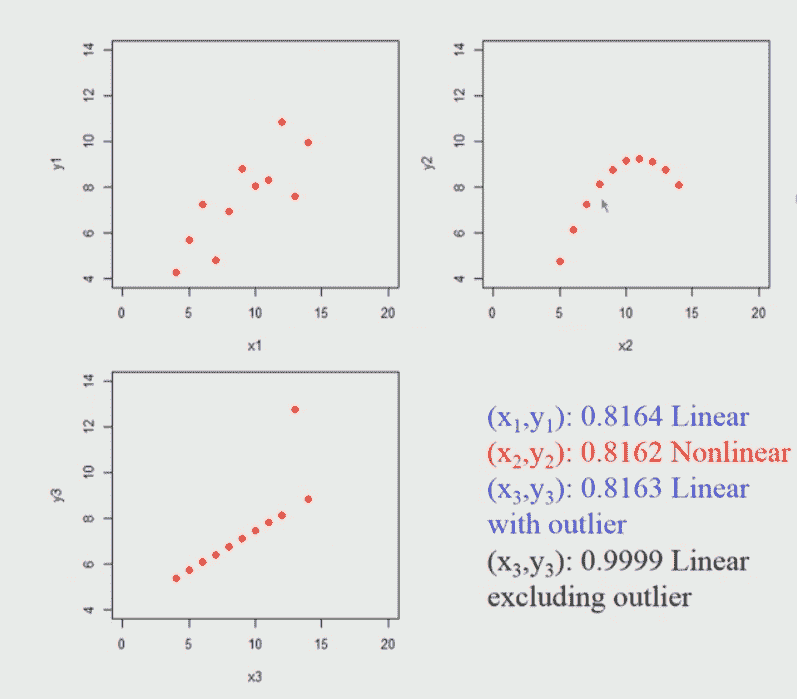 14
12
10
8
6
4
y1
0 5 10 15 20
x1
14
12
10
8
6
4
y2
0 5 10 15 20
x2
14
12
10
8
6
4
y3
0 5 10 15 20
x3
(x₁,y₁): 0.8164 Linear
(x₂,y₂): 0.8162 Nonlinear
(x₃,y₃): 0.8163 Linear
with outlier
(x₃,y₃): 0.9999 Linear
excluding outlier